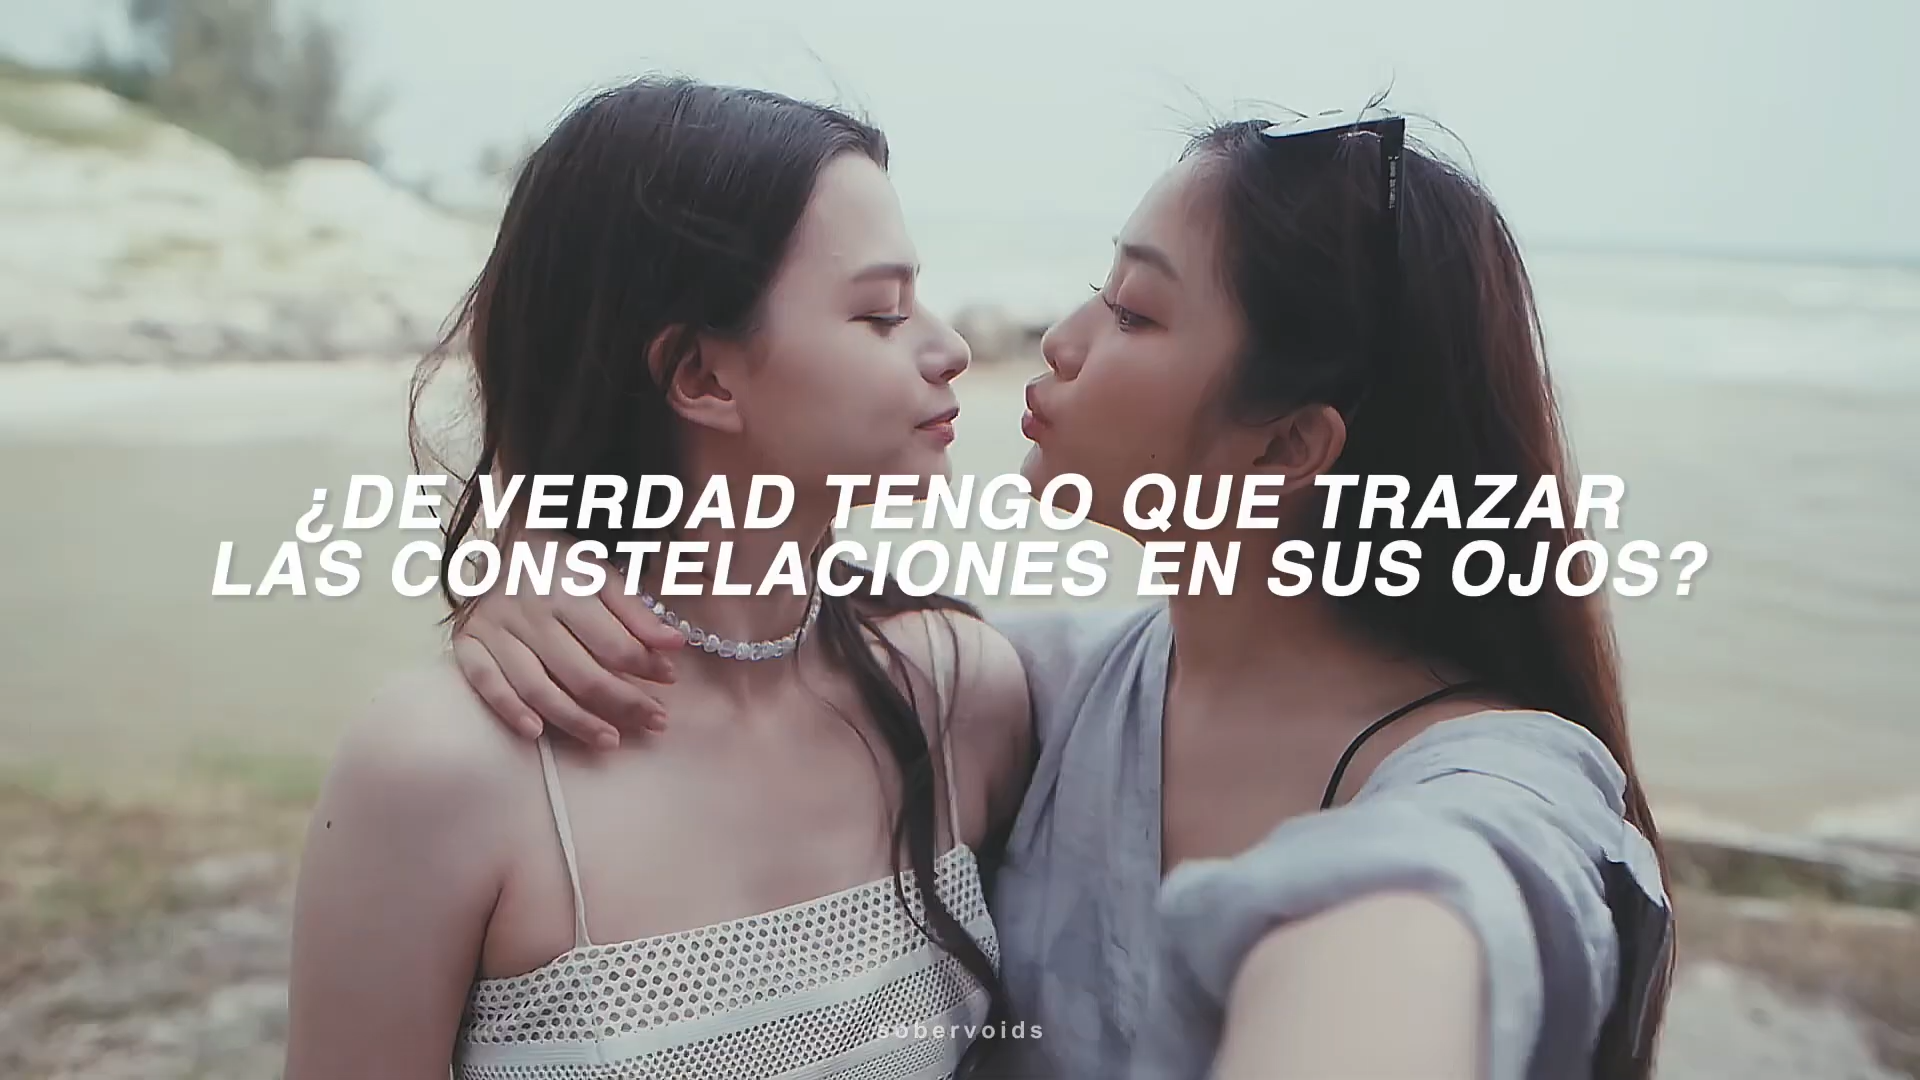 ¿DE VERDAD TENGO QUE TRAZAR
LAS CONSTELACIONES EN SUS OJOS?
sobervoids